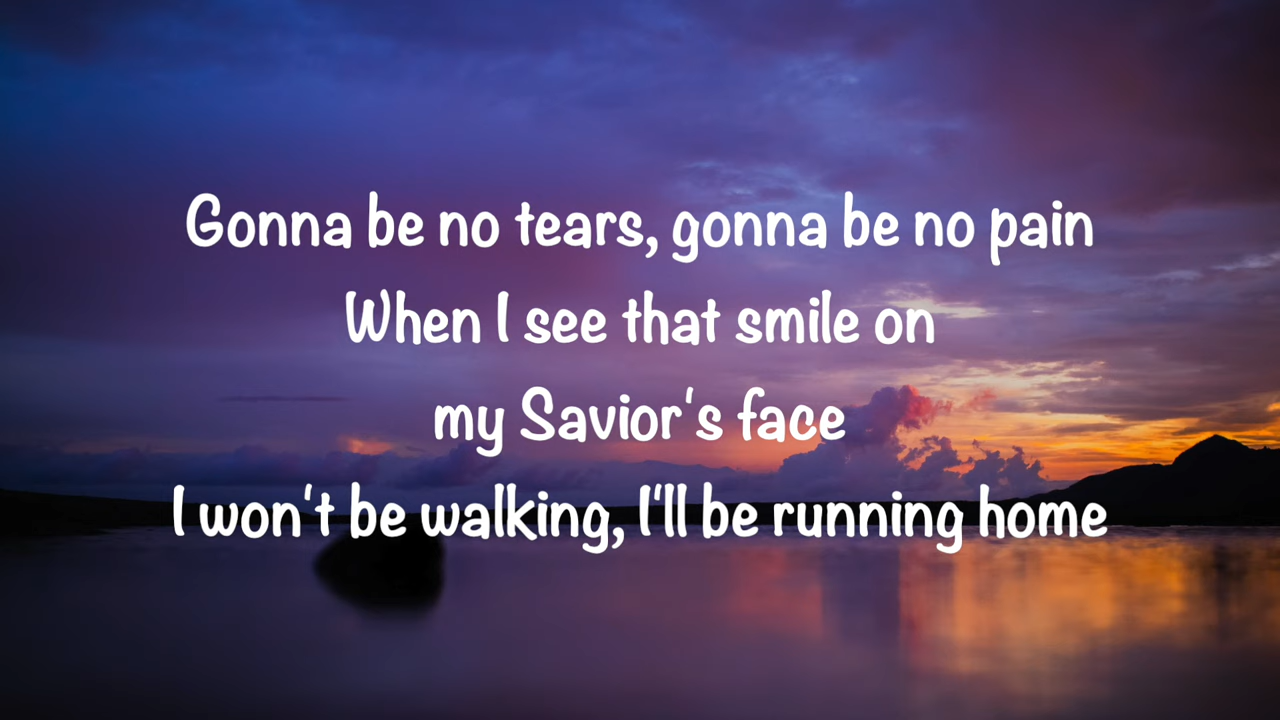 Gonna be no tears, gonna be no pain
When I see that smile on
my Savior's face
I won't be walking, I'll be running home